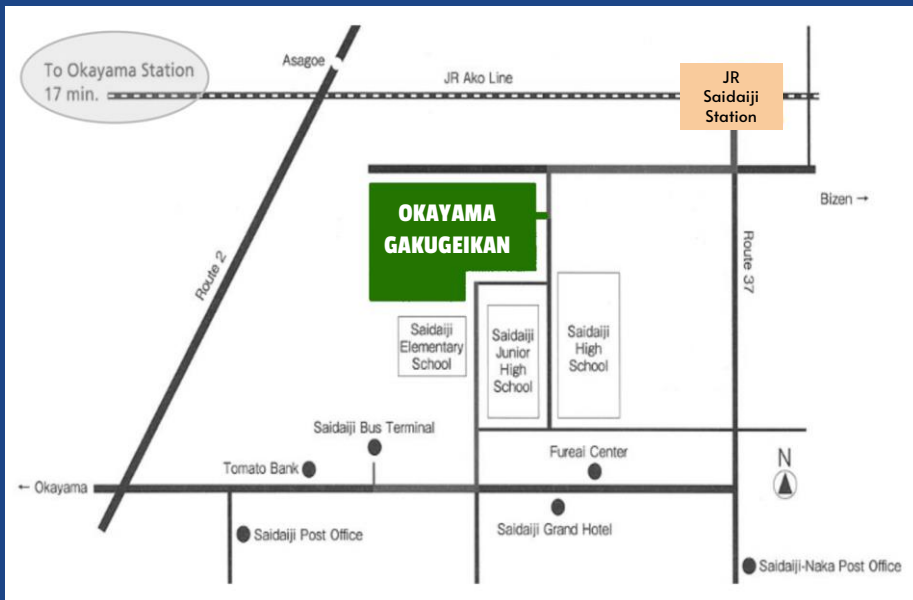 To Okayama Station
17 min.
Asagoe
JR Ako Line
JR
Saidaiji
Station
Bizen →
OKAYAMA
GAKUGEIKAN
Route 2
Route 37
Saidaiji
Elementary
School
Saidaiji
Junior
High
School
Saidaiji
High
School
Saidaiji Bus Terminal
Tomato Bank
Fureai Center
N
← Okayama
Saidaiji Grand Hotel
Saidaiji Post Office
Saidaiji-Naka Post Office